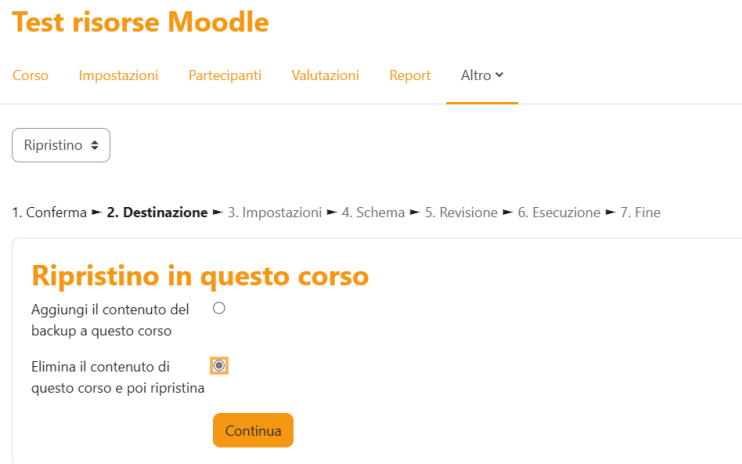 Test risorse Moodle
Corso Impostazioni Partecipanti Valutazioni Report Altro
Ripristino
1. Conferma ► 2. Destinazione ► 3. Impostazioni ► 4. Schema ► 5. Revisione ► 6. Esecuzione ► 7. Fine
Ripristino in questo corso
Aggiungi il contenuto del
backup a questo corso
Elimina il contenuto di
questo corso e poi ripristina
Continua